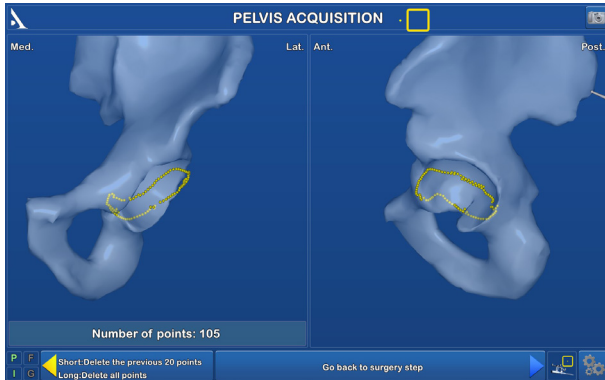 PELVIS ACQUISITION
Med.
Lat.
Ant.
Post.
Number of points: 105
P F
I G
Short:Delete the previous 20 points
Long:Delete all points
Go back to surgery step